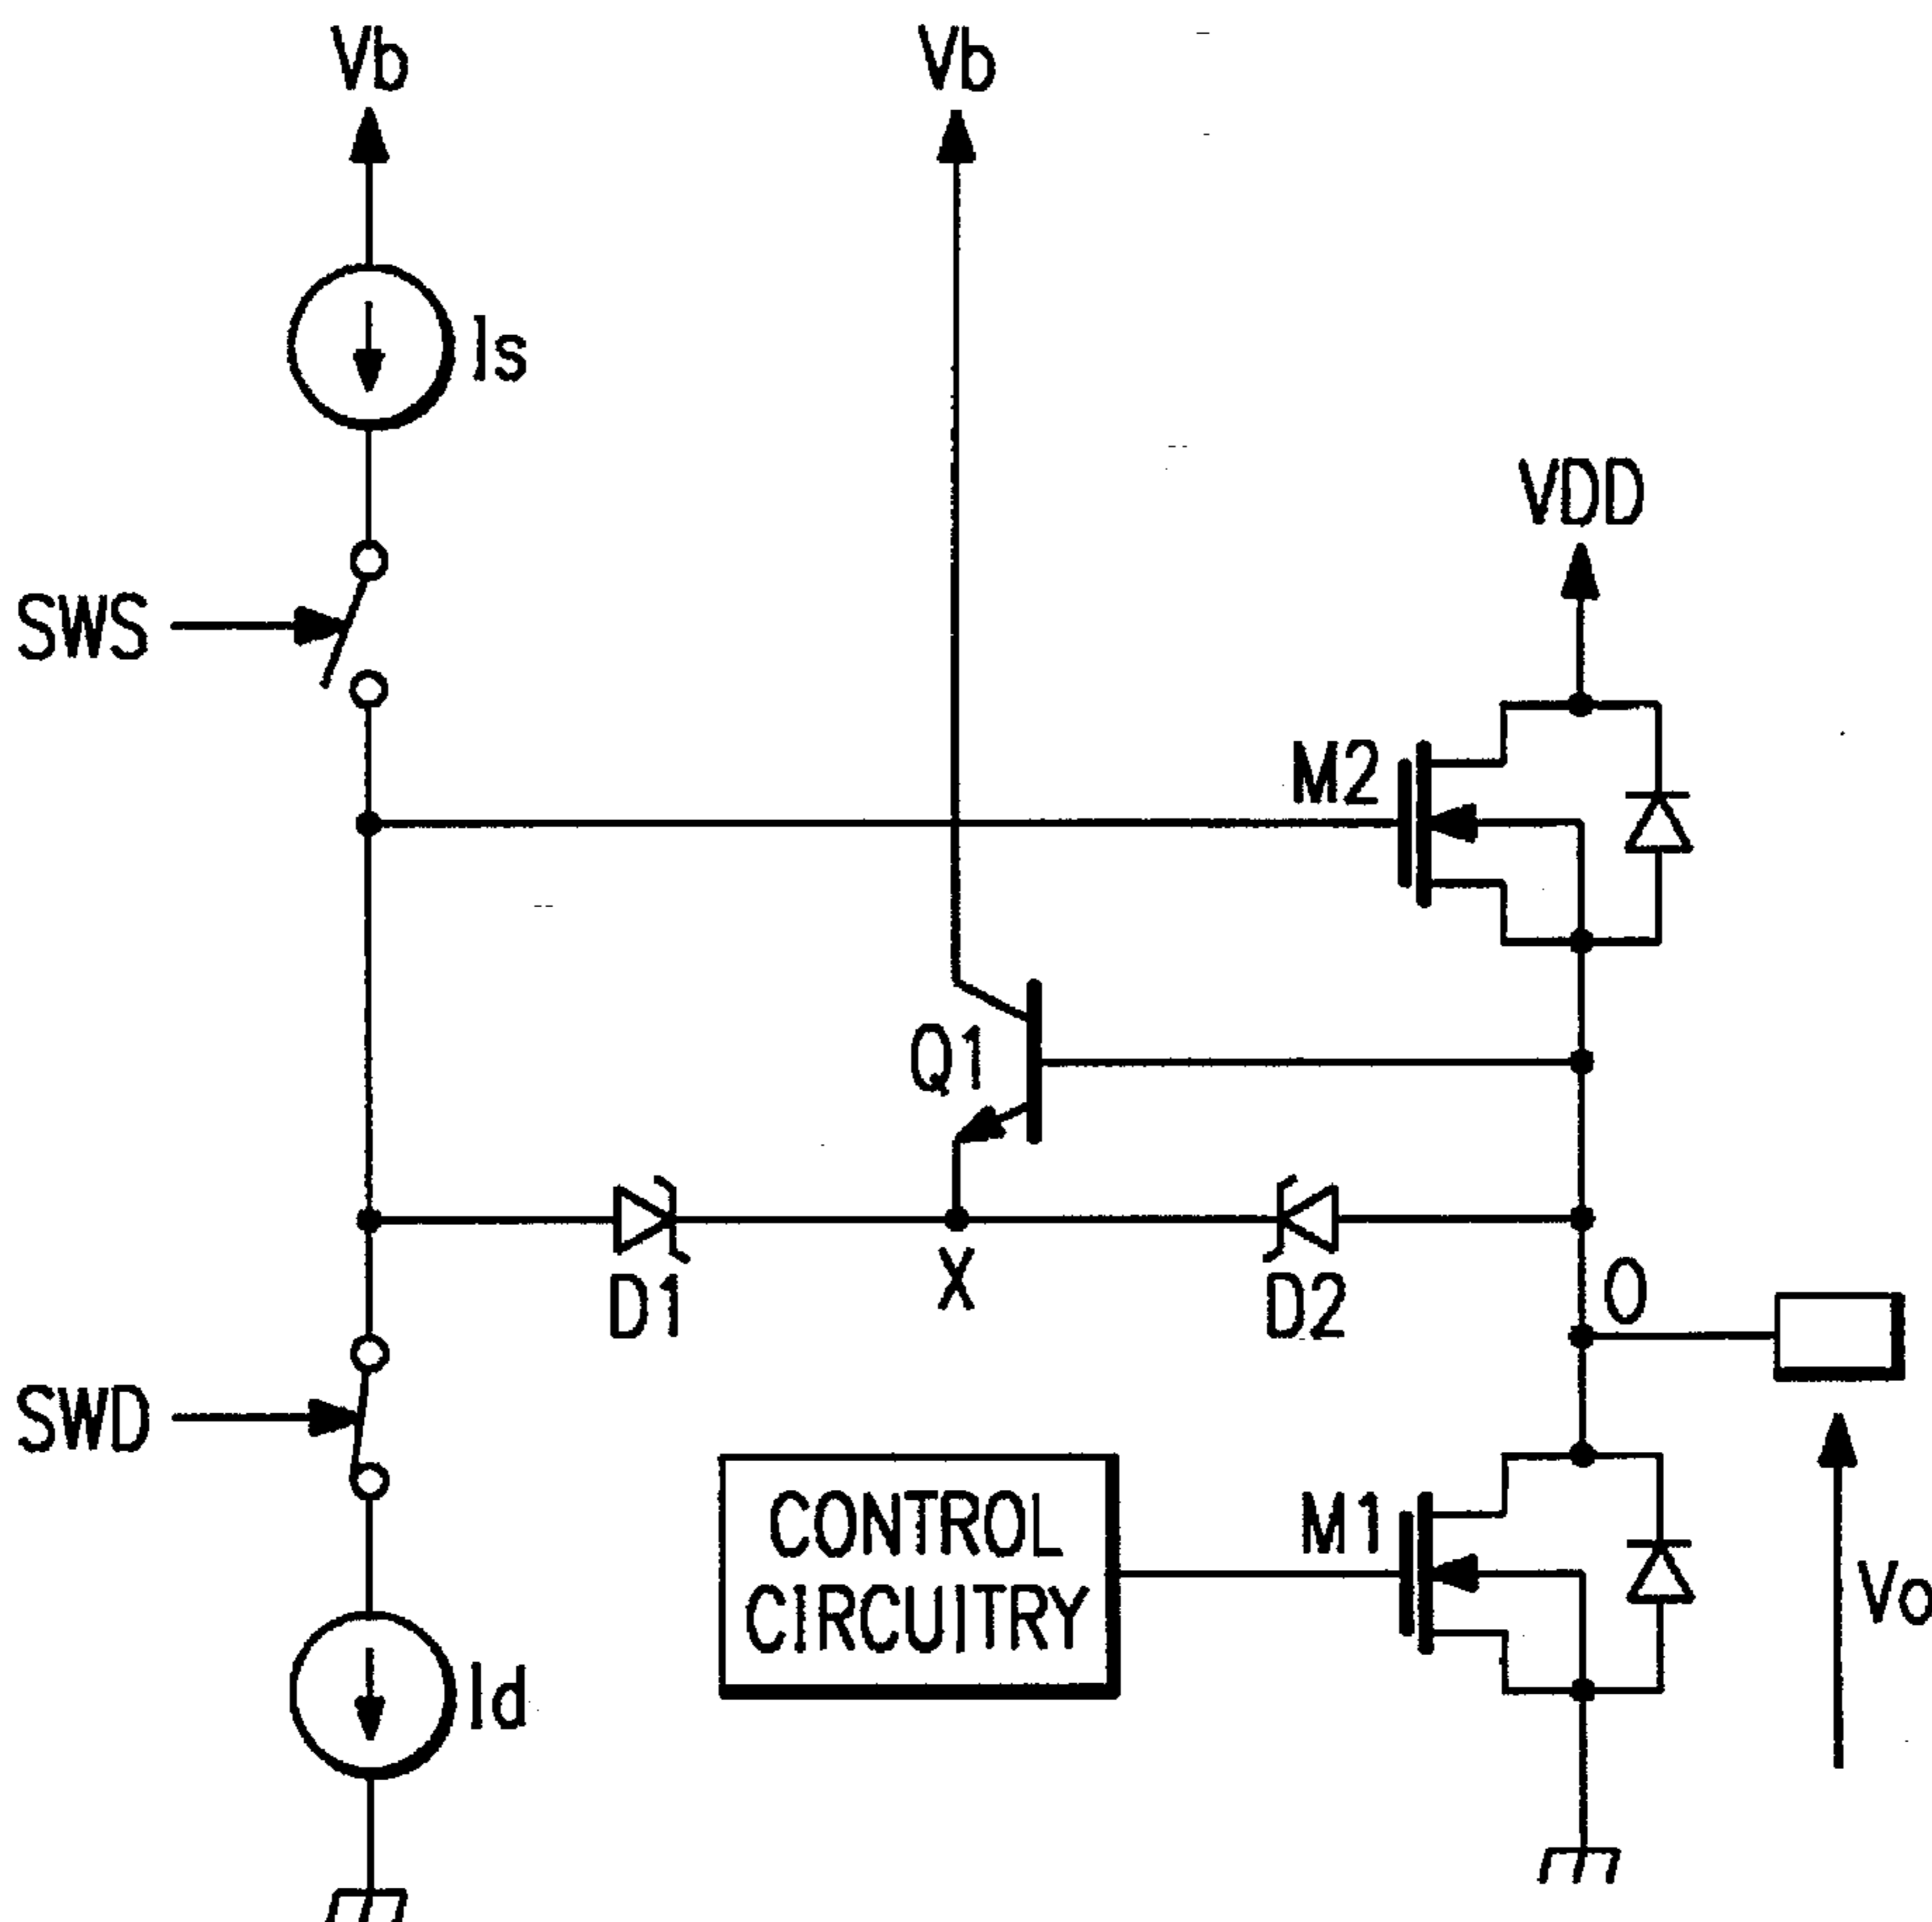 Vb
Vb
Is
VDD
SWS
M2
Q1
D1
X
D2
O
SWD
CONTROL
CIRCUITRY
M1
Vo
Id